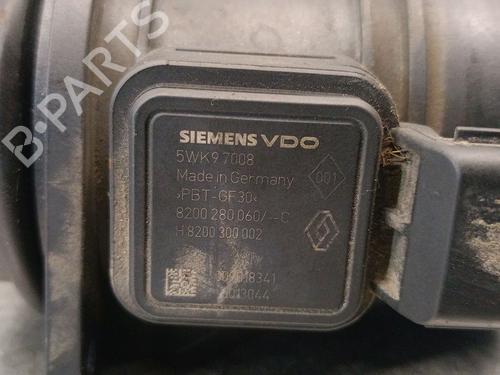 B-PARTS
SIEMENS VDO
5WK9 7008
Made in Germany
001
>PBT-GF30<
8200 280 060/--C
H 8200 300 002